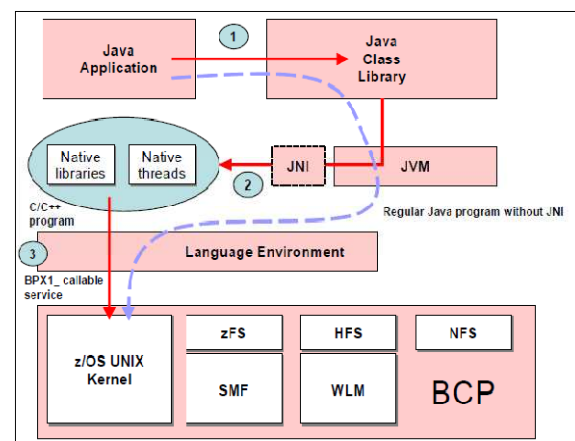 1
Java
Application
Java
Class
Library
Native
libraries
Native
threads
2
JNI
JVM
C/C++
program
Regular Java program without JNI
3
Language Environment
BPX1_ callable
service
z/OS UNIX
Kernel
zFS
HFS
NFS
SMF
WLM
BCP